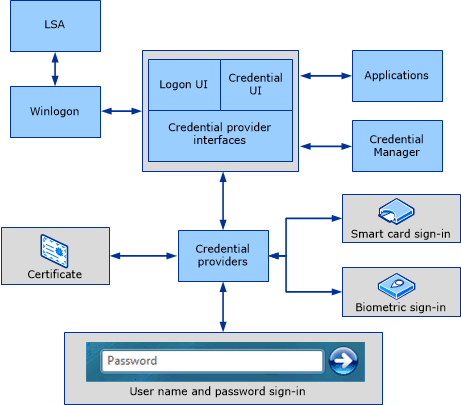 LSA
Winlogon
Logon UI
Credential
UI
Credential provider
interfaces
Applications
Credential
Manager
Smart card sign-in
Certificate
Credential
providers
Biometric sign-in
Password
User name and password sign-in